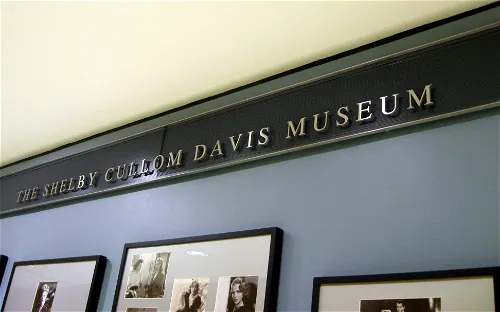 THE SHELBY CULLOM DAVIS MUSEUM